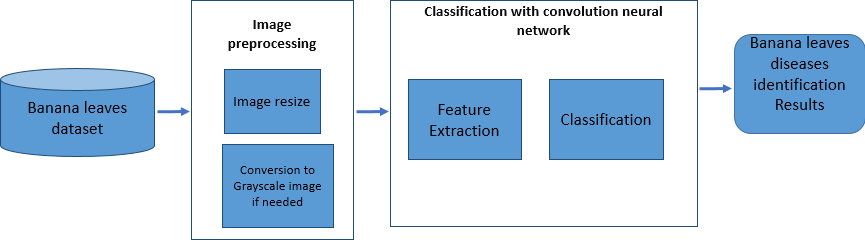 Banana leaves
dataset
Image
preprocessing
Image resize
Conversion to
Grayscale image
if needed
Classification with convolution neural
network
Feature
Extraction
Classification
Banana leaves
diseases
identification
Results